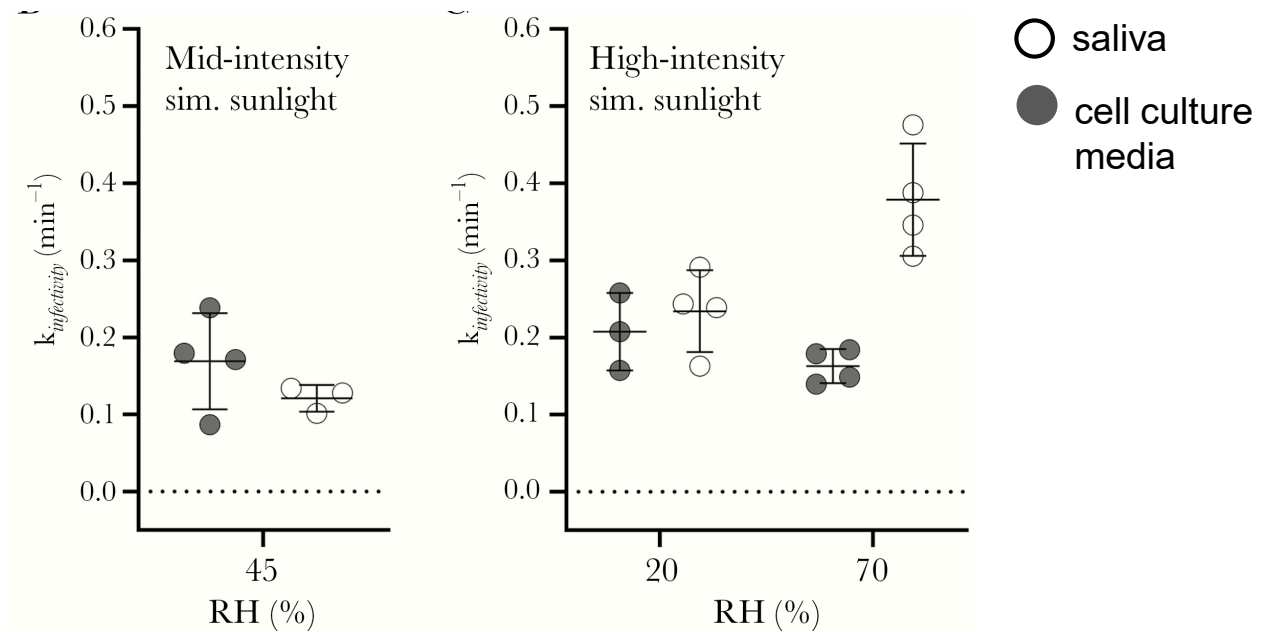 0.6
0.5
0.4
0.3
0.2
0.1
0.0
Mid-intensity
sim. sunlight
kinfectivity (min−1)
45
RH (%)
0.6
0.5
0.4
0.3
0.2
0.1
0.0
High-intensity
sim. sunlight
kinfectivity (min−1)
20 70
RH (%)
saliva
cell culture
media